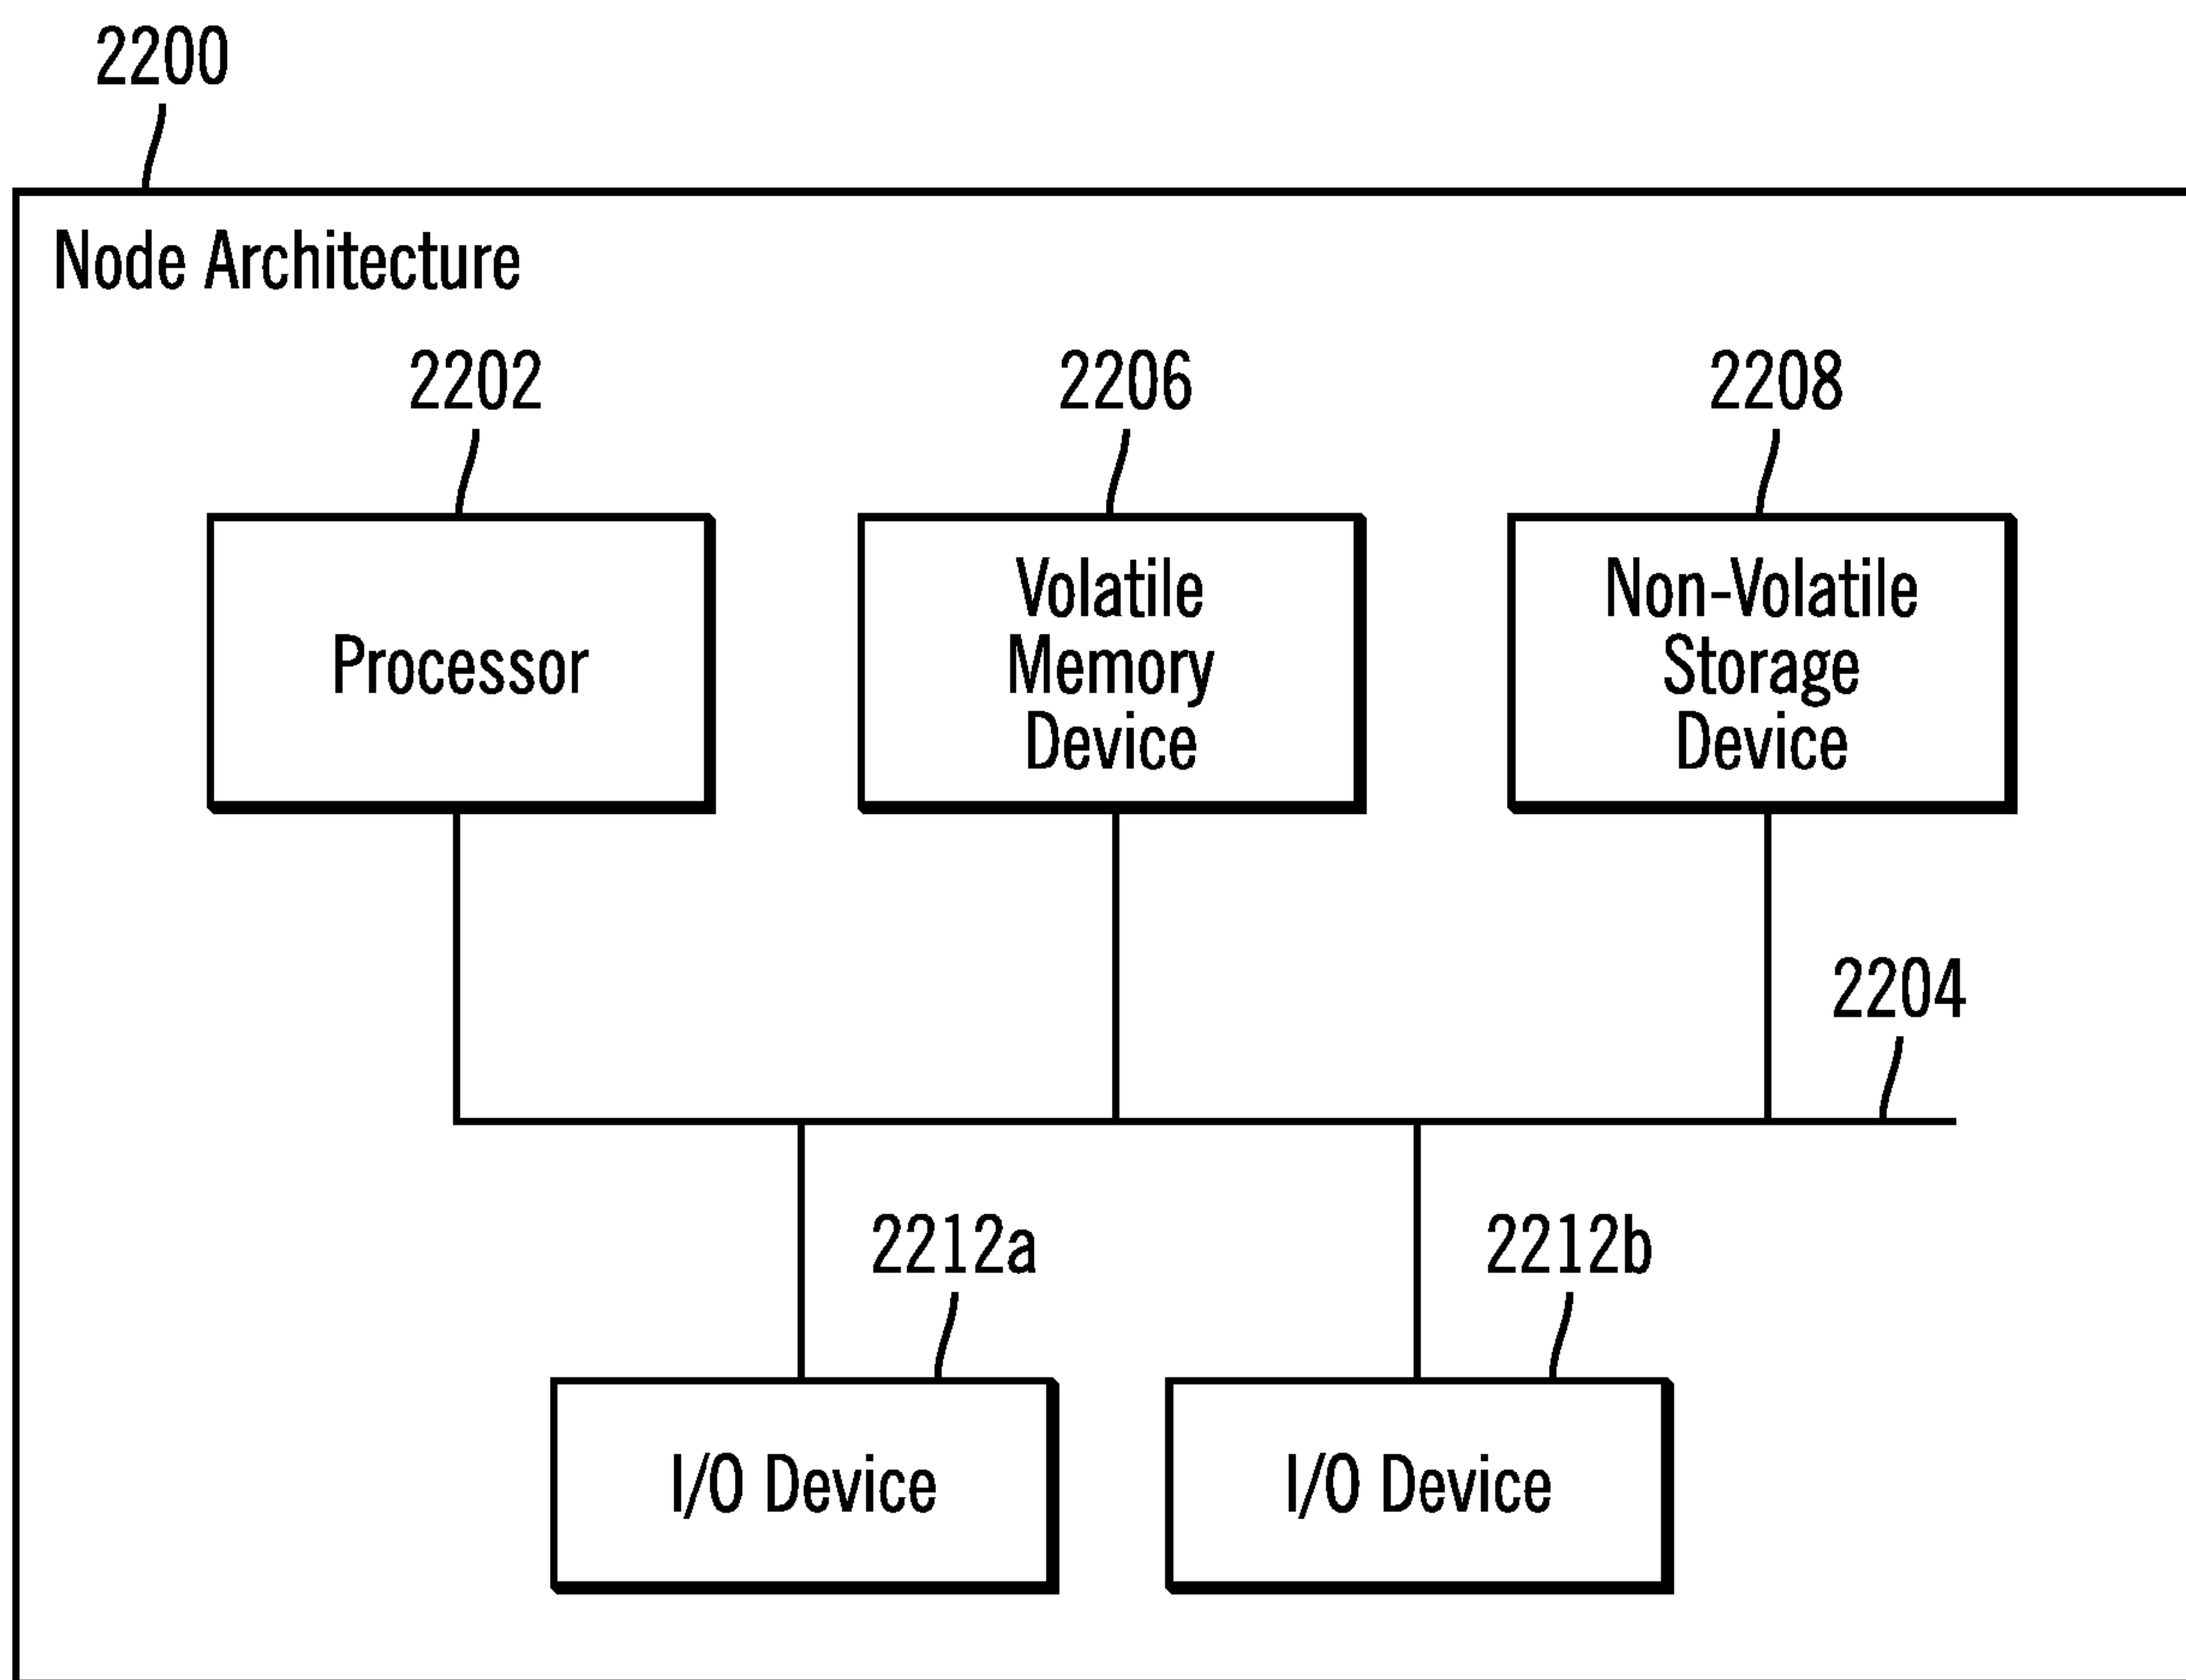 2200
Node Architecture
2202
2206
2208
Processor
Volatile
Memory
Device
Non-Volatile
Storage
Device
2204
2212a
2212b
I/O Device
I/O Device